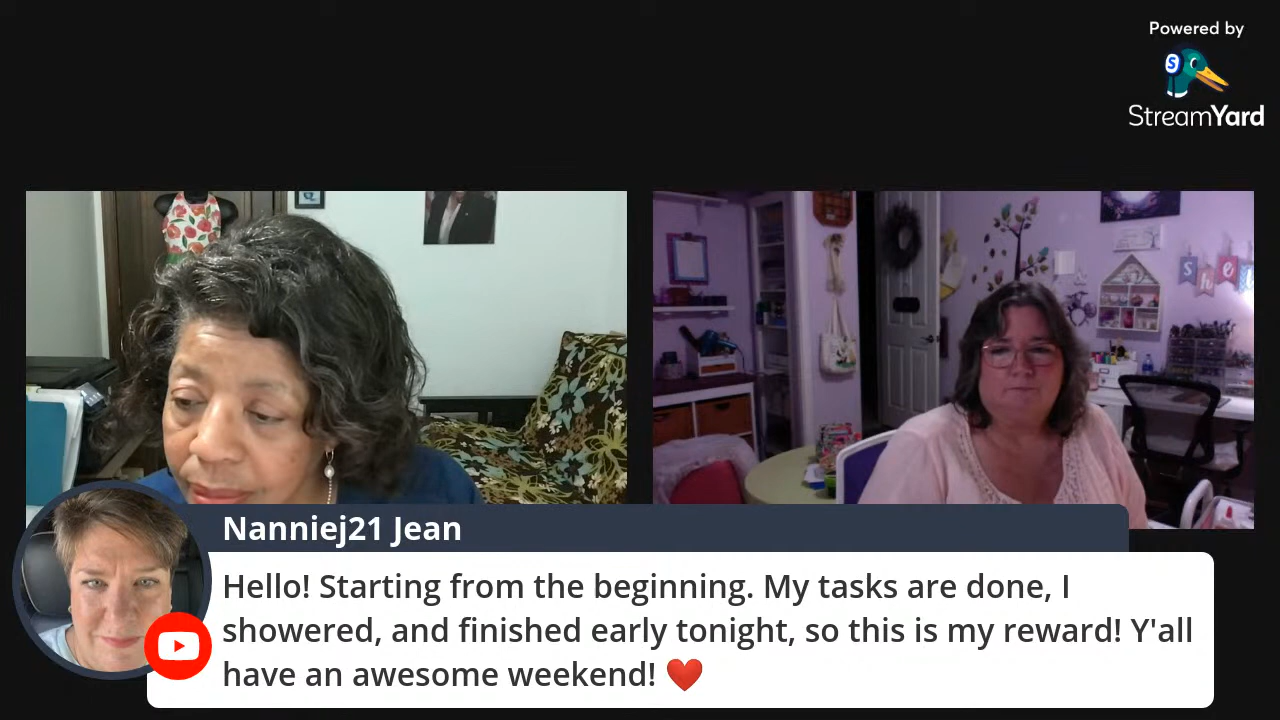 Powered by
S
StreamYard
she
Nanniej21 Jean
Hello! Starting from the beginning. My tasks are done, I
showered, and finished early tonight, so this is my reward! Y'all
have an awesome weekend! ❤️